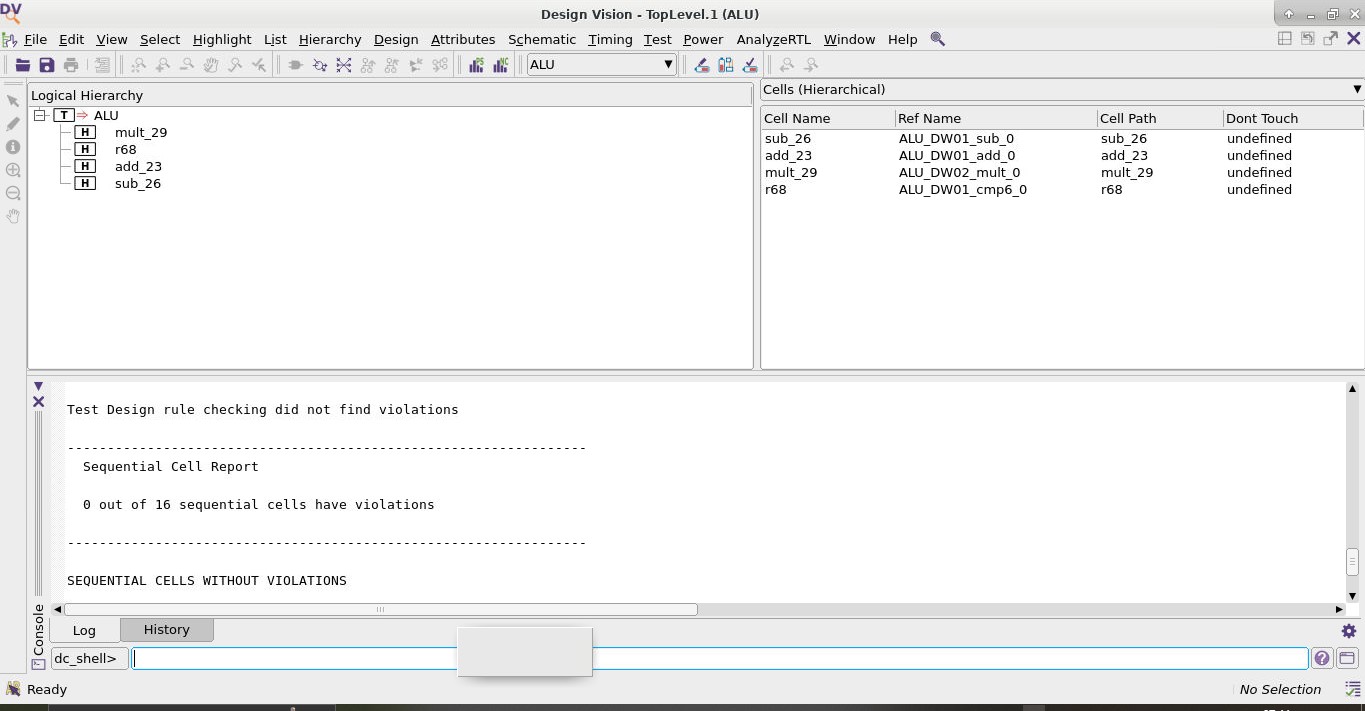 DV
Design Vision - TopLevel.1 (ALU)
File Edit View Select Highlight List Hierarchy Design Attributes Schematic Timing Test Power AnalyzeRTL Window Help
ALU
Logical Hierarchy
T ALU
H mult_29
H r68
H add_23
H sub_26
Cells (Hierarchical)
Cell Name Ref Name Cell Path Dont Touch
sub_26 ALU_DW01_sub_0 sub_26 undefined
add_23 ALU_DW01_add_0 add_23 undefined
mult_29 ALU_DW02_mult_0 mult_29 undefined
r68 ALU_DW01_cmp6_0 r68 undefined
Test Design rule checking did not find violations
-----------------------------------------------------------------
Sequential Cell Report
0 out of 16 sequential cells have violations
-----------------------------------------------------------------
SEQUENTIAL CELLS WITHOUT VIOLATIONS
Console
Log History
dc_shell>
Ready
No Selection